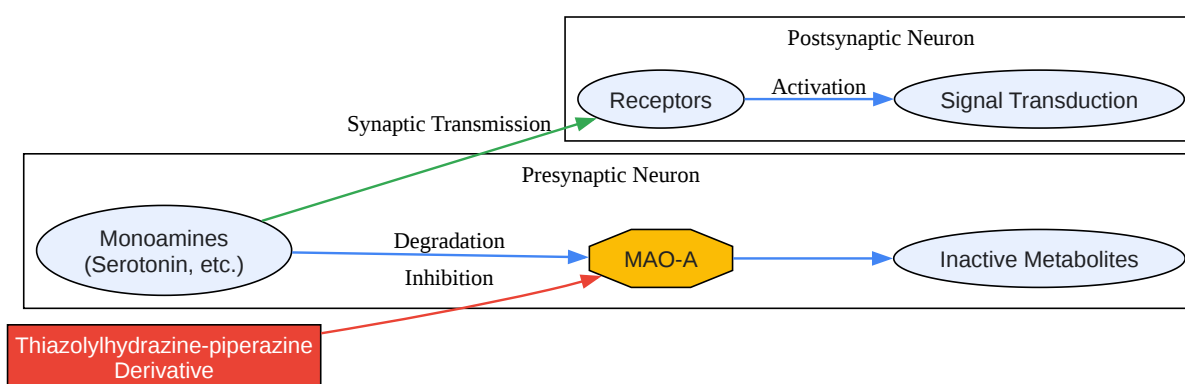 Postsynaptic Neuron
Receptors
Activation
Signal Transduction
Synaptic Transmission
Presynaptic Neuron
Monoamines
(Serotonin, etc.)
Degradation
Inhibition
MAO-A
Inactive Metabolites
Thiazolylhydrazine-piperazine
Derivative